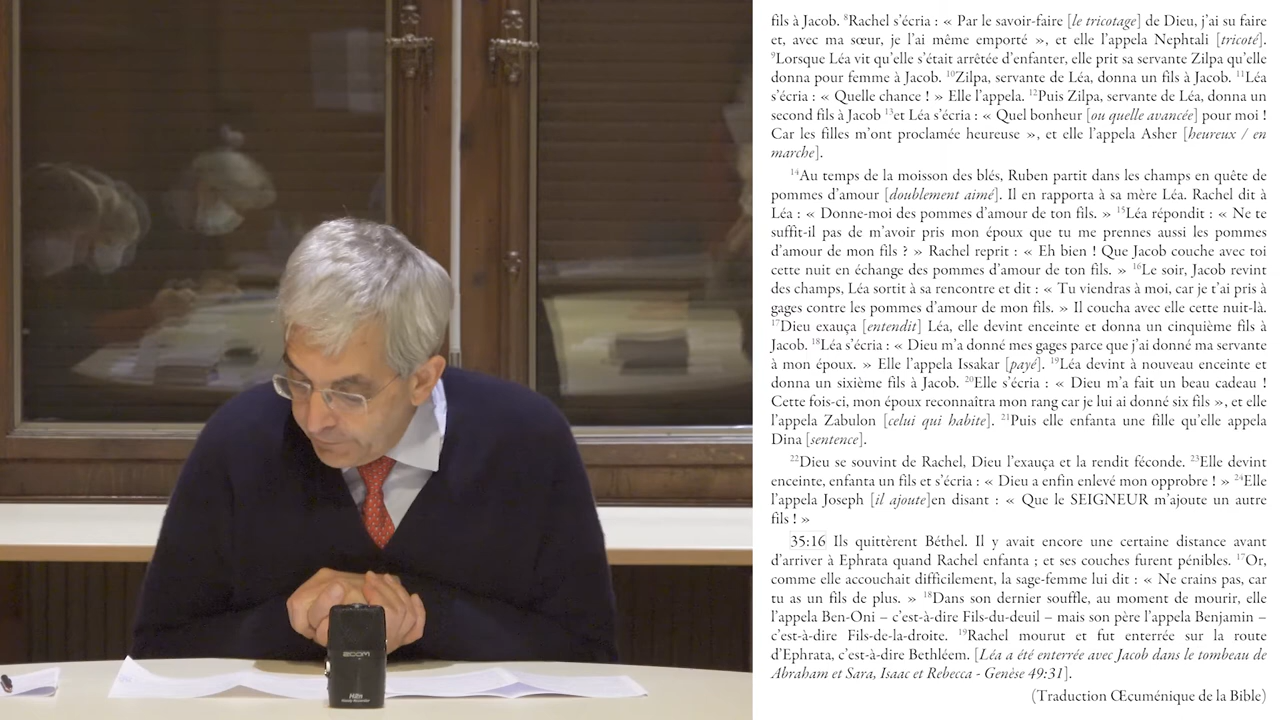 fils à Jacob. ⁸Rachel s’écria : « Par le savoir-faire [le tricotage] de Dieu, j’ai su faire
et, avec ma sœur, je l’ai même emporté », et elle l’appela Nephtali [tricoté].
⁹Lorsque Léa vit qu’elle s’était arrêtée d’enfanter, elle prit sa servante Zilpa qu’elle
donna pour femme à Jacob. ¹⁰Zilpa, servante de Léa, donna un fils à Jacob. ¹¹Léa
s’écria : « Quelle chance ! » Elle l’appela. ¹²Puis Zilpa, servante de Léa, donna un
second fils à Jacob ¹³et Léa s’écria : « Quel bonheur [ou quelle avancée] pour moi !
Car les filles m’ont proclamée heureuse », et elle l’appela Asher [heureux / en
marche].
¹⁴Au temps de la moisson des blés, Ruben partit dans les champs en quête de
pommes d’amour [doublement aimé]. Il en rapporta à sa mère Léa. Rachel dit à
Léa : « Donne-moi des pommes d’amour de ton fils. » ¹⁵Léa répondit : « Ne te
suffit-il pas de m’avoir pris mon époux que tu me prennes aussi les pommes
d’amour de mon fils ? » Rachel reprit : « Eh bien ! Que Jacob couche avec toi
cette nuit en échange des pommes d’amour de ton fils. » ¹⁶Le soir, Jacob revint
des champs, Léa sortit à sa rencontre et dit : « Tu viendras à moi, car je t’ai pris à
gages contre les pommes d’amour de mon fils. » Il coucha avec elle cette nuit-là.
¹⁷Dieu exauça [entendit] Léa, elle devint enceinte et donna un cinquième fils à
Jacob. ¹⁸Léa s’écria : « Dieu m’a donné mes gages parce que j’ai donné ma servante
à mon époux. » Elle l’appela Issakar [payé]. ¹⁹Léa devint à nouveau enceinte et
donna un sixième fils à Jacob. ²⁰Elle s’écria : « Dieu m’a fait un beau cadeau !
Cette fois-ci, mon époux reconnaîtra mon rang car je lui ai donné six fils », et elle
l’appela Zabulon [celui qui habite]. ²¹Puis elle enfanta une fille qu’elle appela
Dina [sentence].
²²Dieu se souvint de Rachel, Dieu l’exauça et la rendit féconde. ²³Elle devint
enceinte, enfanta un fils et s’écria : « Dieu a enfin enlevé mon opprobre ! » ²⁴Elle
l’appela Joseph [il ajoute]en disant : « Que le SEIGNEUR m’ajoute un autre
fils ! »
35:16 Ils quittèrent Béthel. Il y avait encore une certaine distance avant
d’arriver à Ephrata quand Rachel enfanta ; et ses couches furent pénibles. ¹⁷Or,
comme elle accouchait difficilement, la sage-femme lui dit : « Ne crains pas, car
tu as un fils de plus. » ¹⁸Dans son dernier souffle, au moment de mourir, elle
l’appela Ben-Oni – c’est-à-dire Fils-du-deuil – mais son père l’appela Benjamin –
c’est-à-dire Fils-de-la-droite. ¹⁹Rachel mourut et fut enterrée sur la route
d’Ephrata, c’est-à-dire Bethléem. [Léa a été enterrée avec Jacob dans le tombeau de
Abraham et Sara, Isaac et Rebecca - Genèse 49:31].
(Traduction Œcuménique de la Bible)
zoom
H2n
Handy Recorder